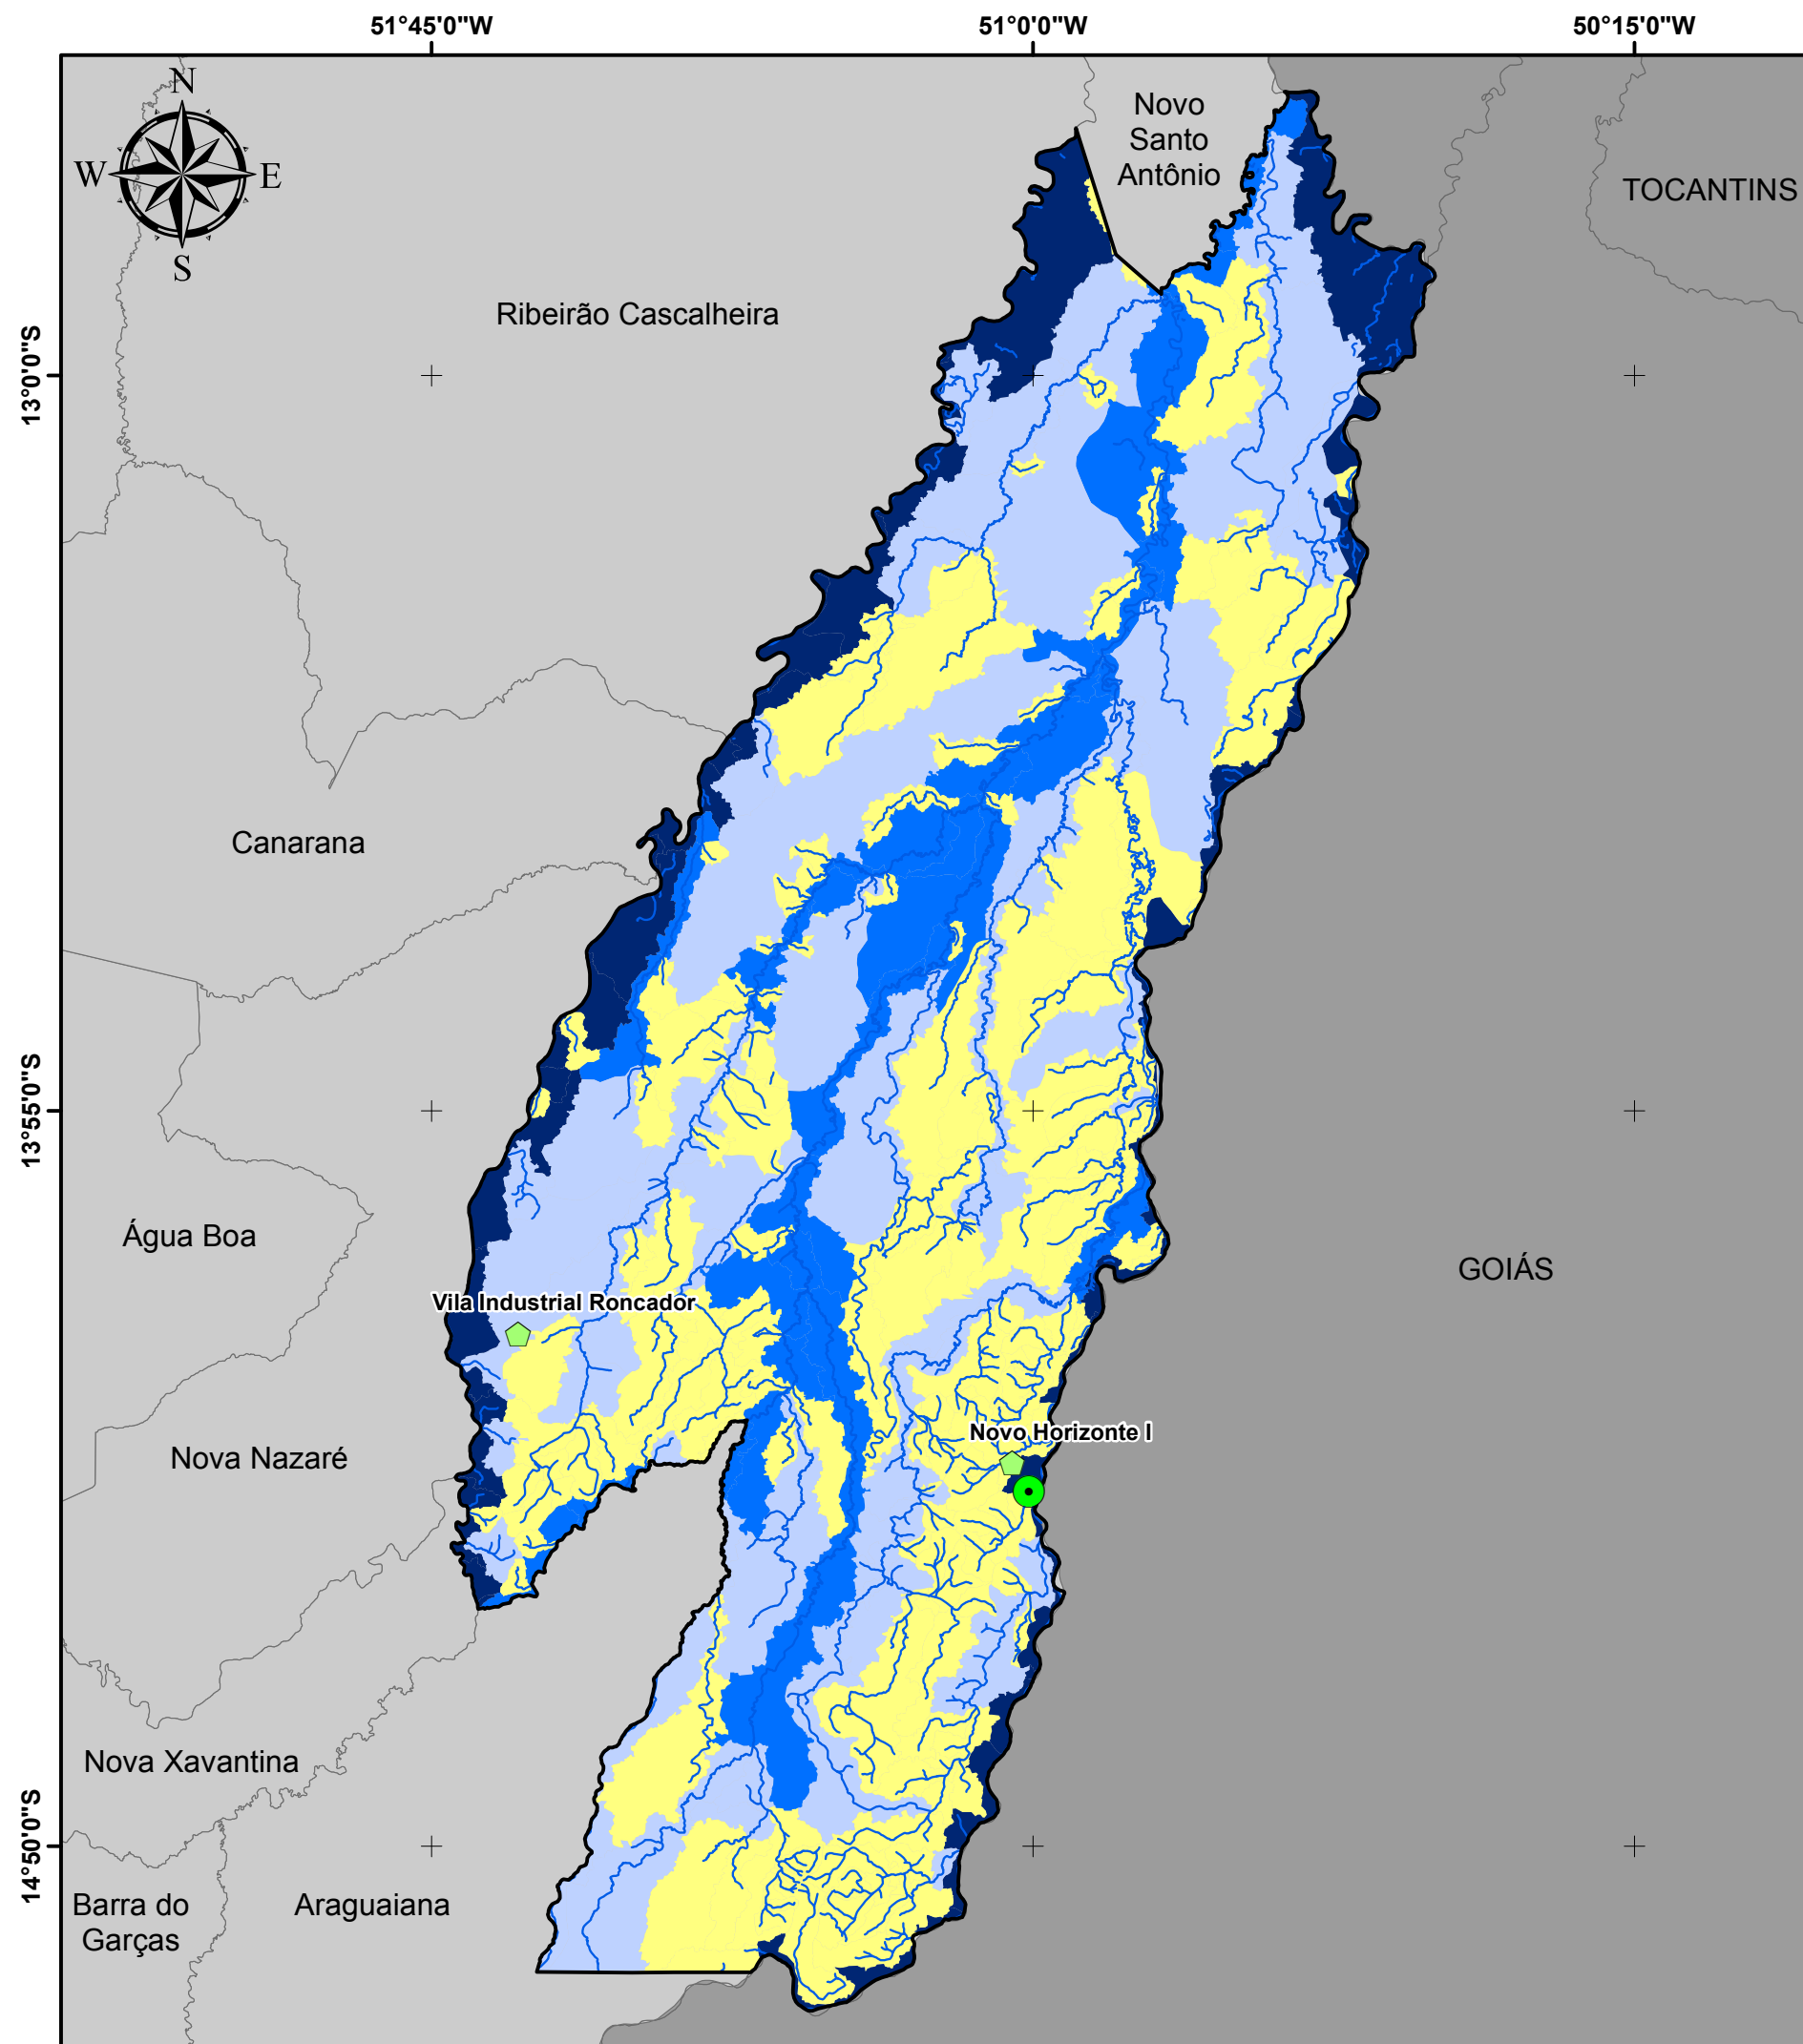 51°45'0"W
51°0'0"W
50°15'0"W
N
W
E
S
Novo
Santo
Antônio
TOCANTINS
Ribeirão Cascalheira
13°0'0"S
Canarana
13°55'0"S
Água Boa
GOIÁS
Vila Industrial Roncador
Novo Horizonte I
Nova Nazaré
Nova Xavantina
14°50'0"S
Barra do
Garças
Araguaiana